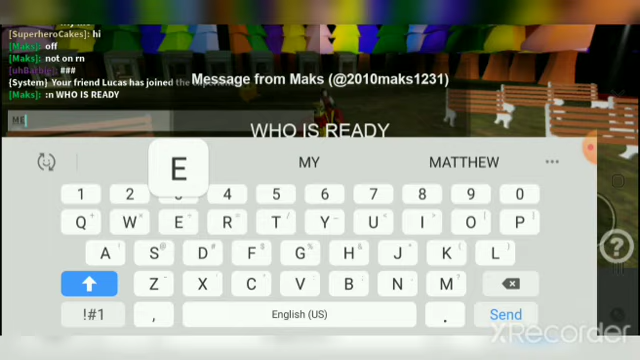 [SuperheroCakes]: hi
[Maks]: off
[Maks]: not on rn
[uhBarbie]: ###
{System} Your friend Lucas has joined the
[Maks]: :n WHO IS READY
Message from Maks (@2010maks1231)
WHO IS READY
ME
E
MY
MATTHEW
1 2 4 5 6 7 8 9 0
Q W E R T Y U I O P
A S D F G H J K L
Z X C V B N M
!#1 , English (US) . Send
?
XRecorder